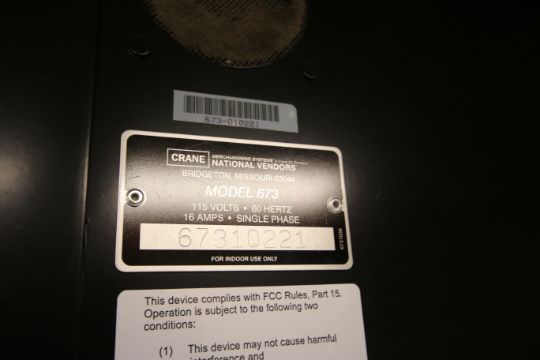 673-010221
CRANE MERCHANDISING SYSTEMS
NATIONAL VENDORS
BRIDGETON, MISSOURI 63044
MODEL 673
115 VOLTS • 60 HERTZ
16 AMPS • SINGLE PHASE
67310221
FOR INDOOR USE ONLY
This device complies with FCC Rules, Part 15.
Operation is subject to the following two
conditions:
(1) This device may not cause harmful
interference and